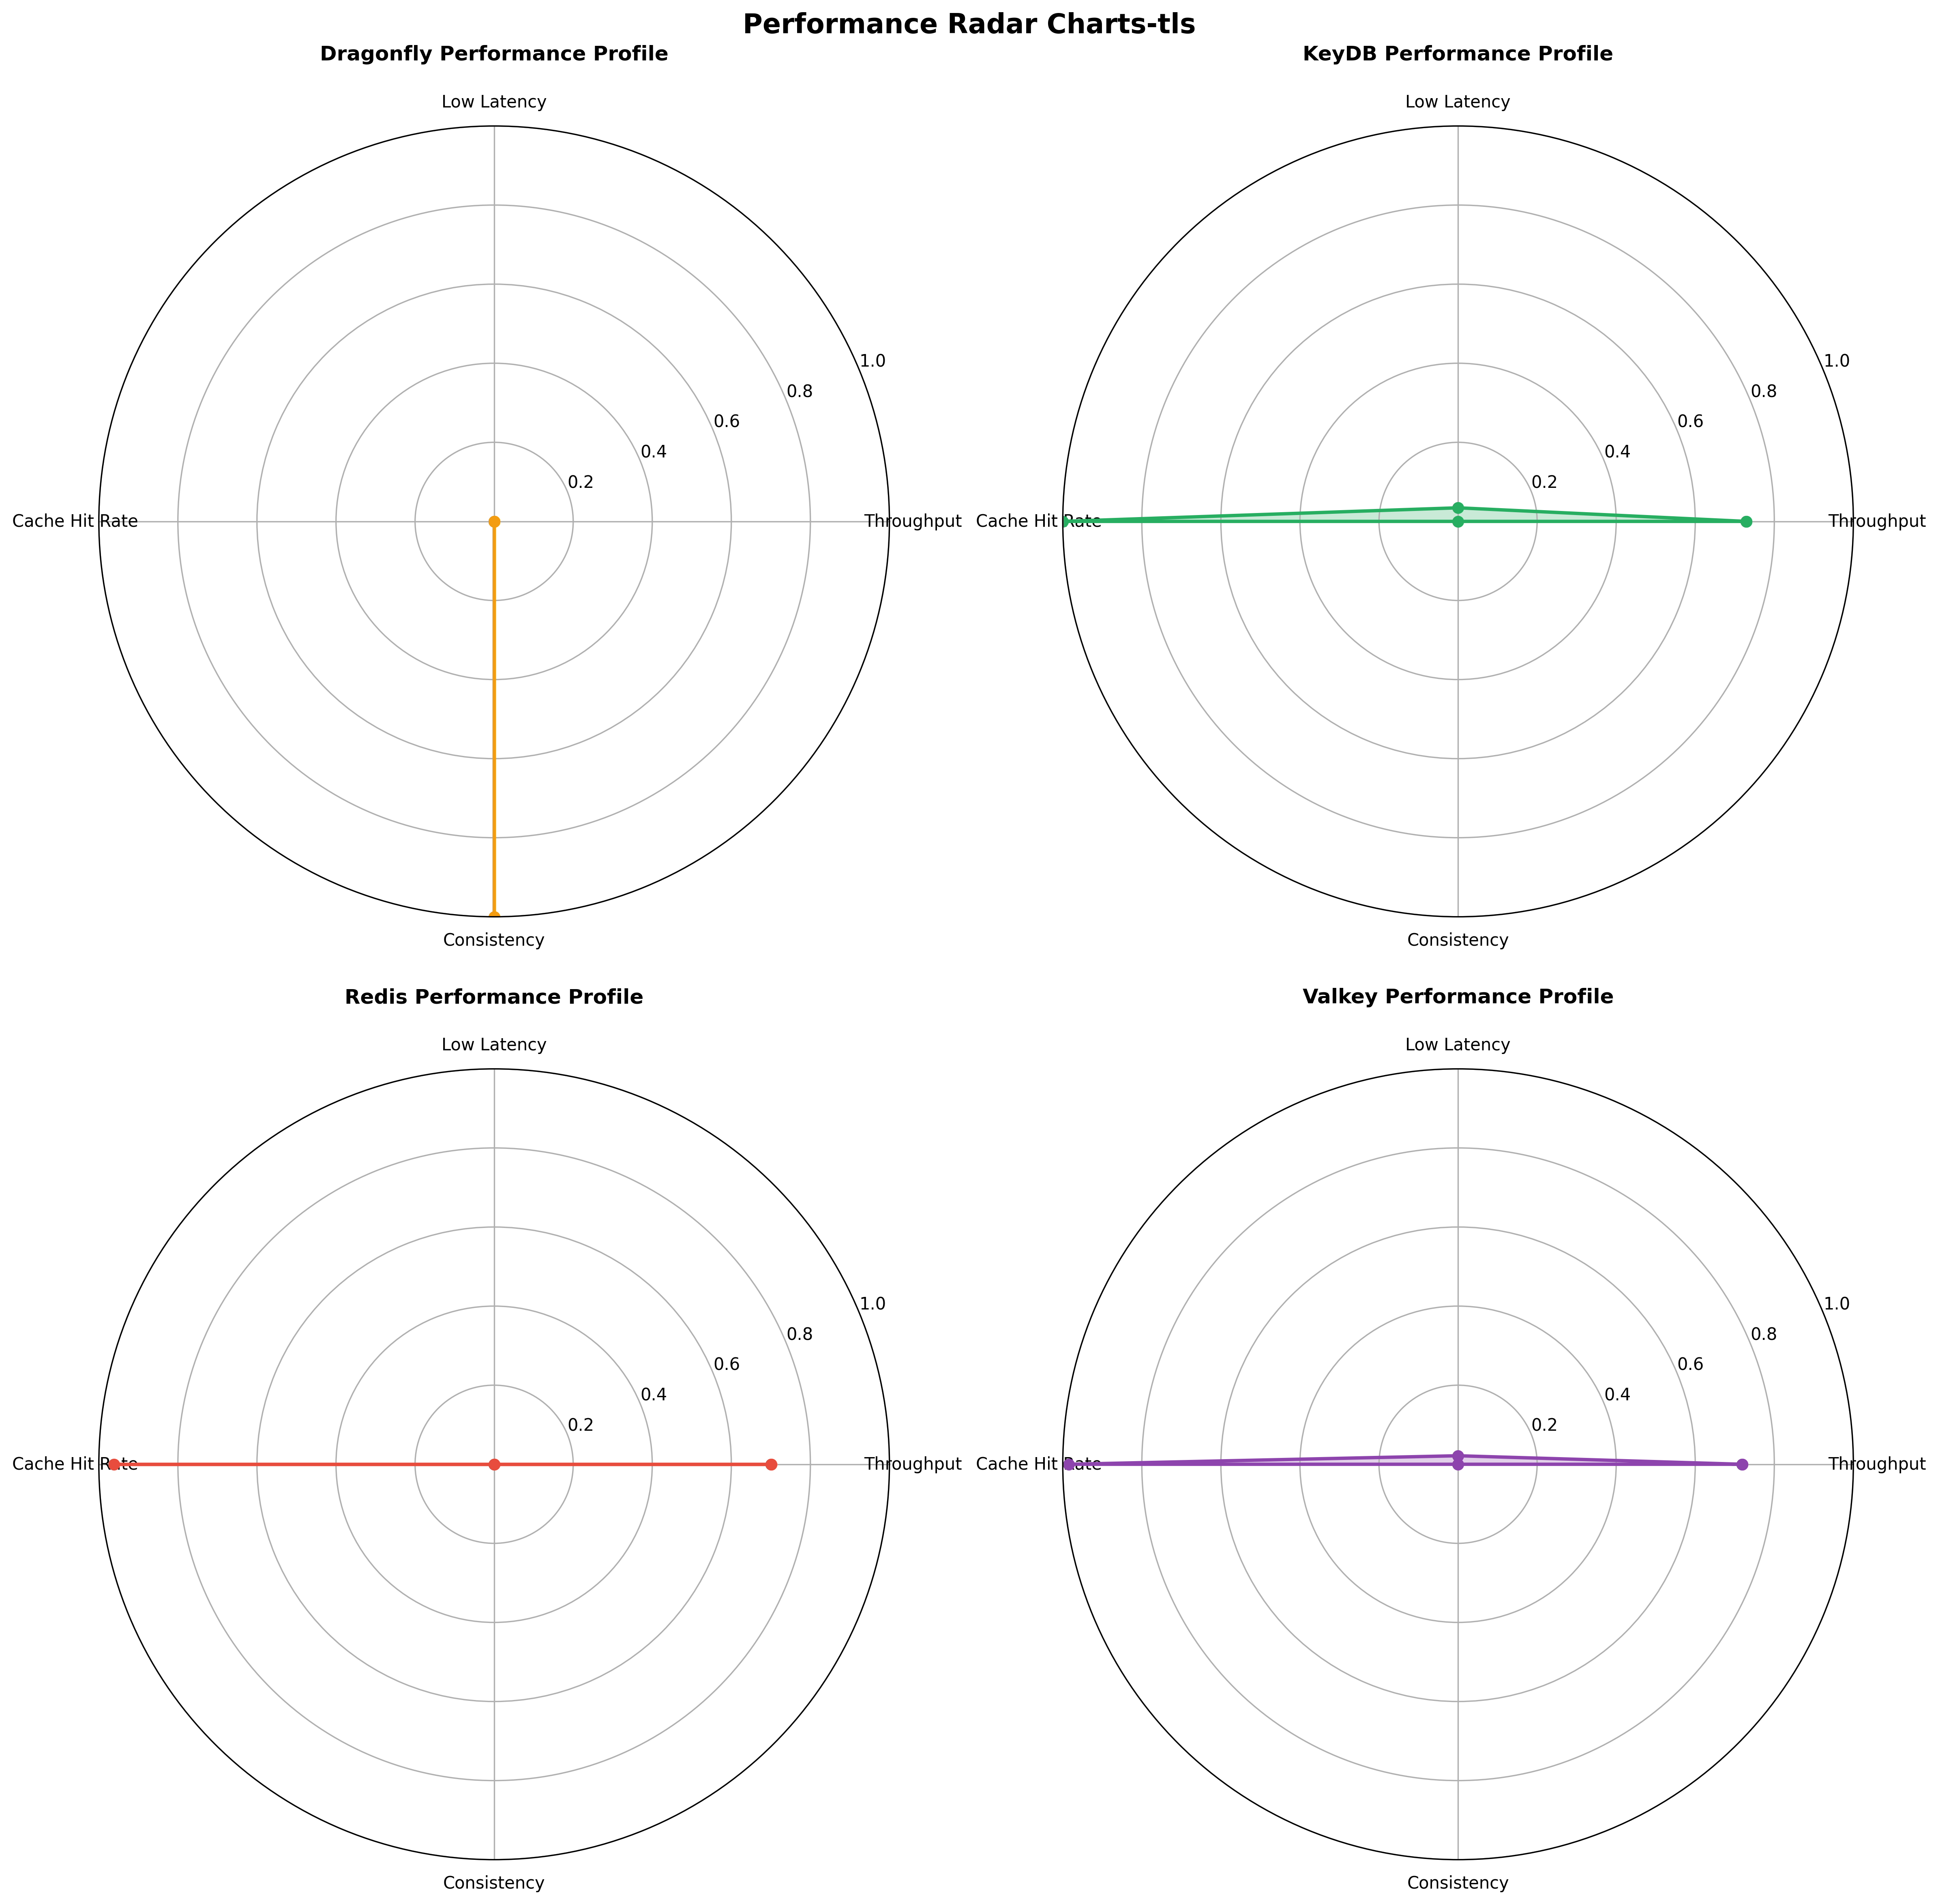 Performance Radar Charts-tls
Dragonfly Performance Profile
Low Latency
1.0
0.8
0.6
0.4
0.2
Cache Hit Rate
Throughput
Consistency
KeyDB Performance Profile
Low Latency
1.0
0.8
0.6
0.4
0.2
Cache Hit Rate
Throughput
Consistency
Redis Performance Profile
Low Latency
1.0
0.8
0.6
0.4
0.2
Cache Hit Rate
Throughput
Consistency
Valkey Performance Profile
Low Latency
1.0
0.8
0.6
0.4
0.2
Cache Hit Rate
Throughput
Consistency